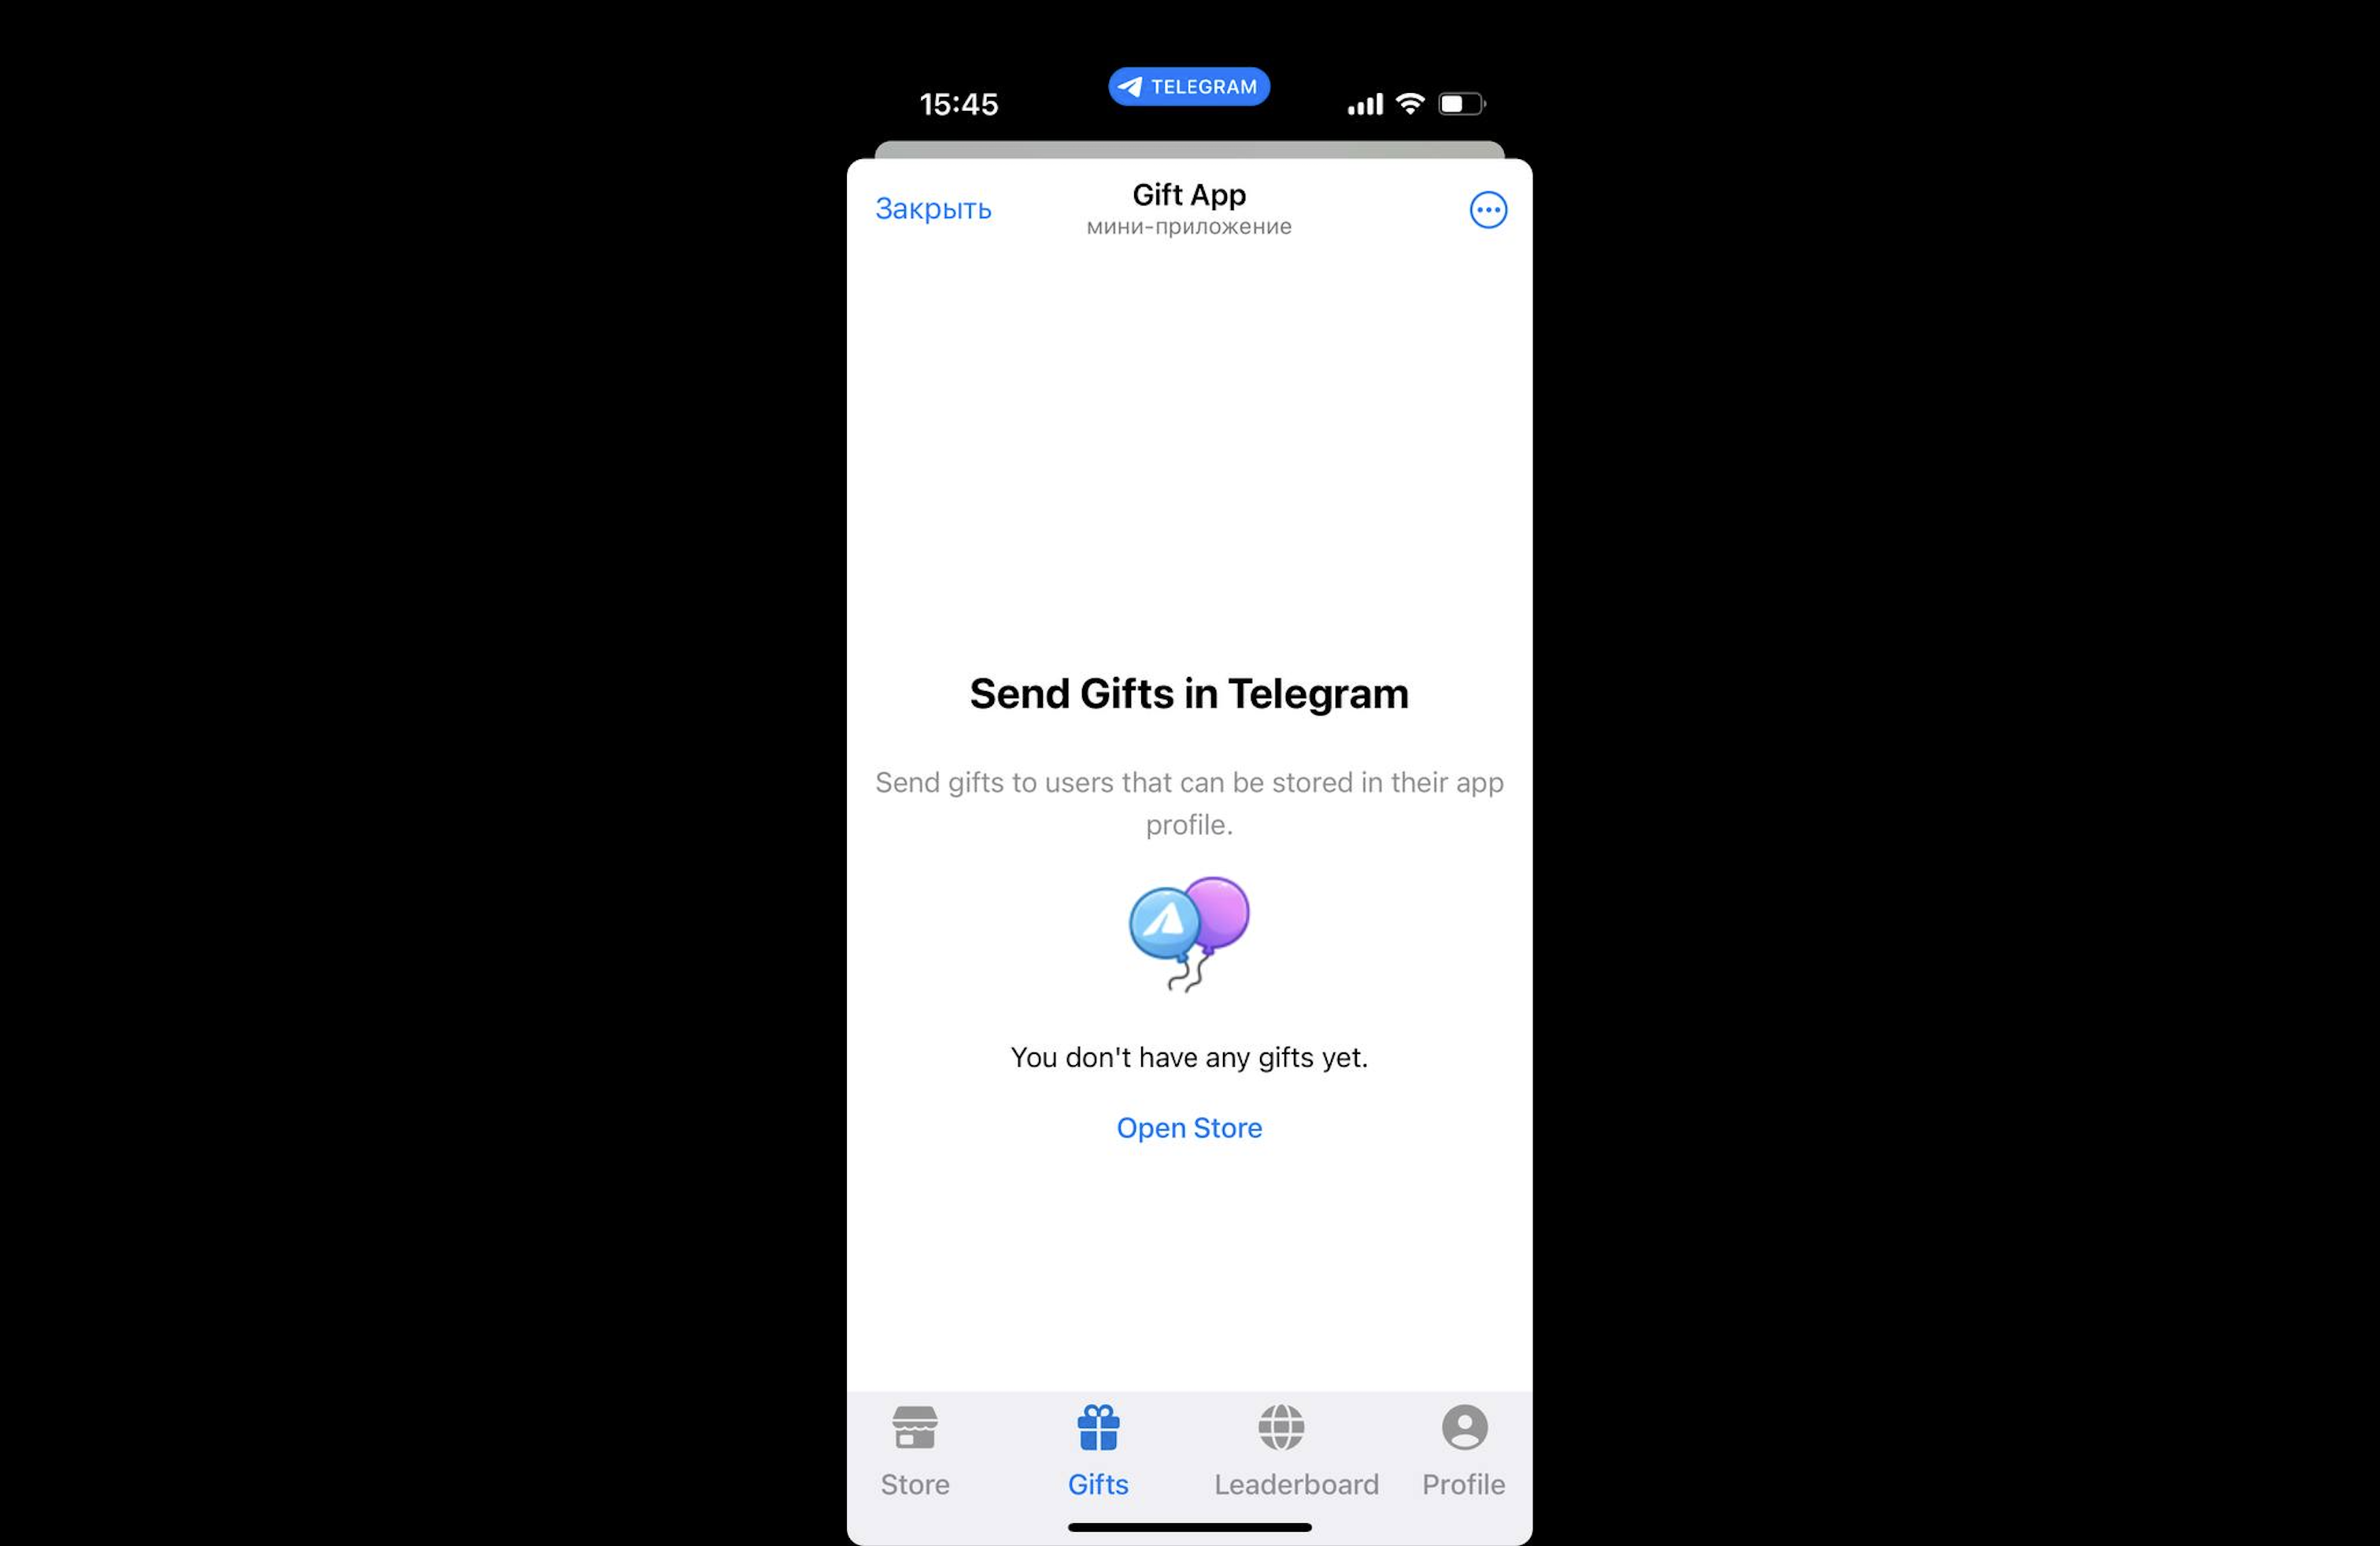 15:45
TELEGRAM
Закрыть
Gift App
мини-приложение
Send Gifts in Telegram
Send gifts to users that can be stored in their app
profile.
You don't have any gifts yet.
Open Store
Store
Gifts
Leaderboard
Profile